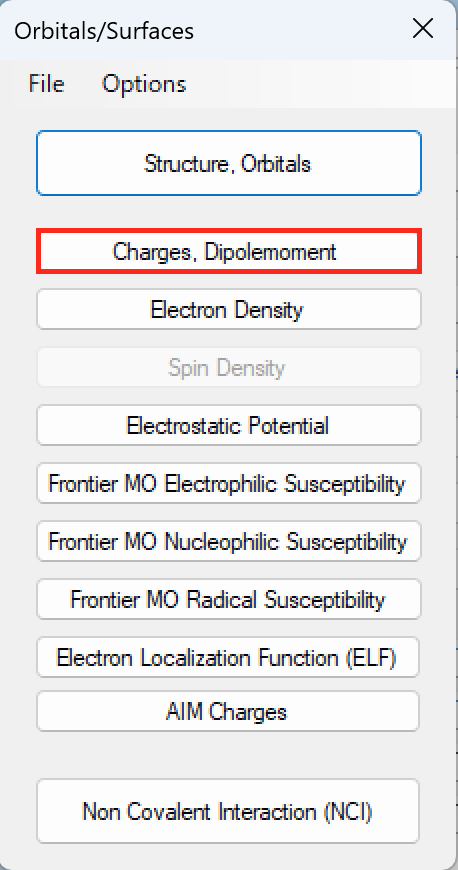 Orbitals/Surfaces
File Options
Structure, Orbitals
Charges, Dipolemoment
Electron Density
Spin Density
Electrostatic Potential
Frontier MO Electrophilic Susceptibility
Frontier MO Nucleophilic Susceptibility
Frontier MO Radical Susceptibility
Electron Localization Function (ELF)
AIM Charges
Non Covalent Interaction (NCI)